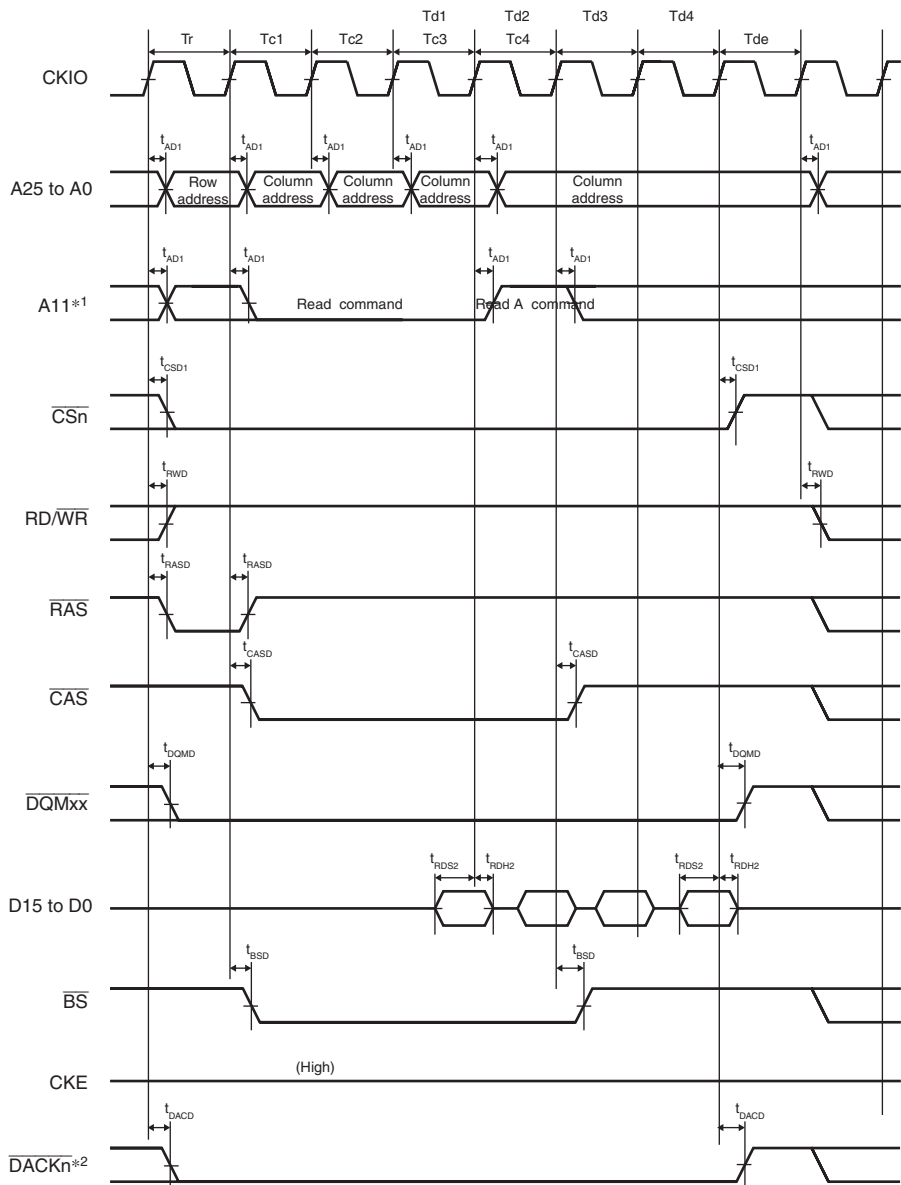 Td1 Td2 Td3 Td4
Tr Tc1 Tc2 Tc3 Tc4 Tde
CKIO
tAD1 tAD1 tAD1 tAD1 tAD1 tAD1
A25 to A0
Row address
Column address
Column address
Column address
Column address
tAD1 tAD1 tAD1 tAD1
A11*1
Read command
Read A command
tCSD1 tCSD1
CSn
tRWD tRWD
RD/WR
tRASD tRASD
RAS
tCASD tCASD
CAS
tDQMD tDQMD
DQMxx
tRDS2 tRDH2 tRDS2 tRDH2
D15 to D0
tBSD tBSD
BS
(High)
CKE
tDACD tDACD
DACKn*2